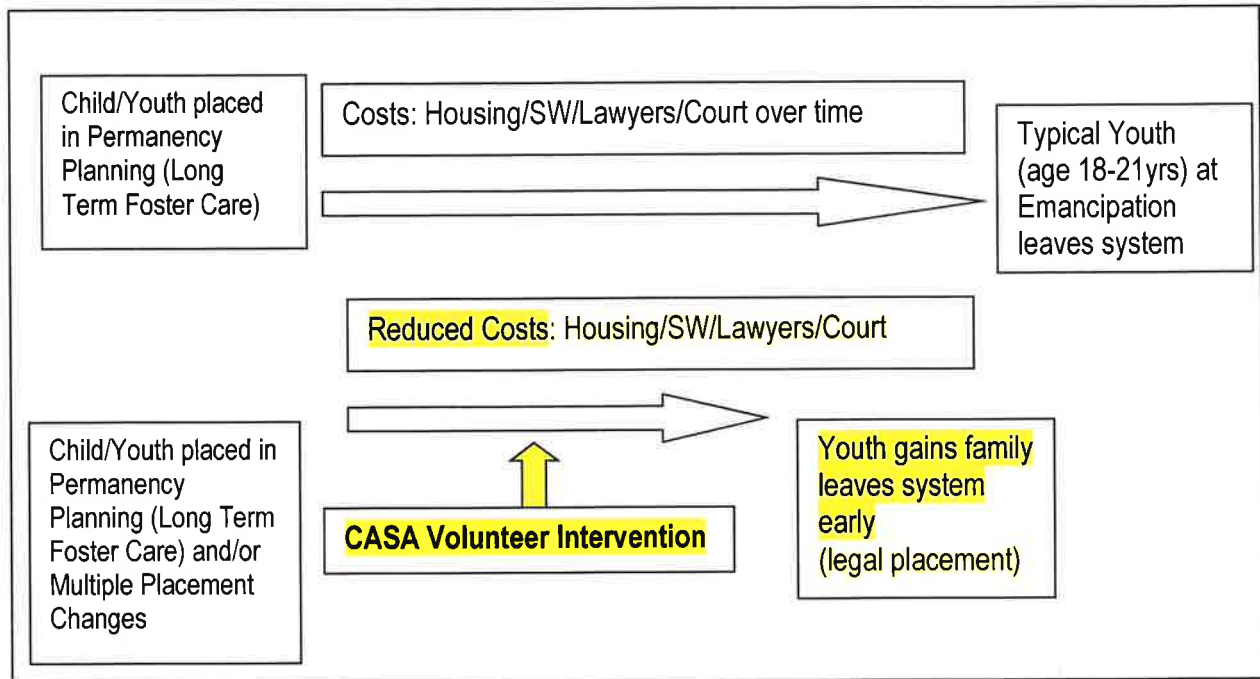 Child/Youth placed
in Permanency
Planning (Long
Term Foster Care)
Costs: Housing/SW/Lawyers/Court over time
Typical Youth
(age 18-21yrs) at
Emancipation
leaves system
Reduced Costs: Housing/SW/Lawyers/Court
Child/Youth placed in
Permanency
Planning (Long Term
Foster Care) and/or
Multiple Placement
Changes
CASA Volunteer Intervention
Youth gains family
leaves system
early
(legal placement)